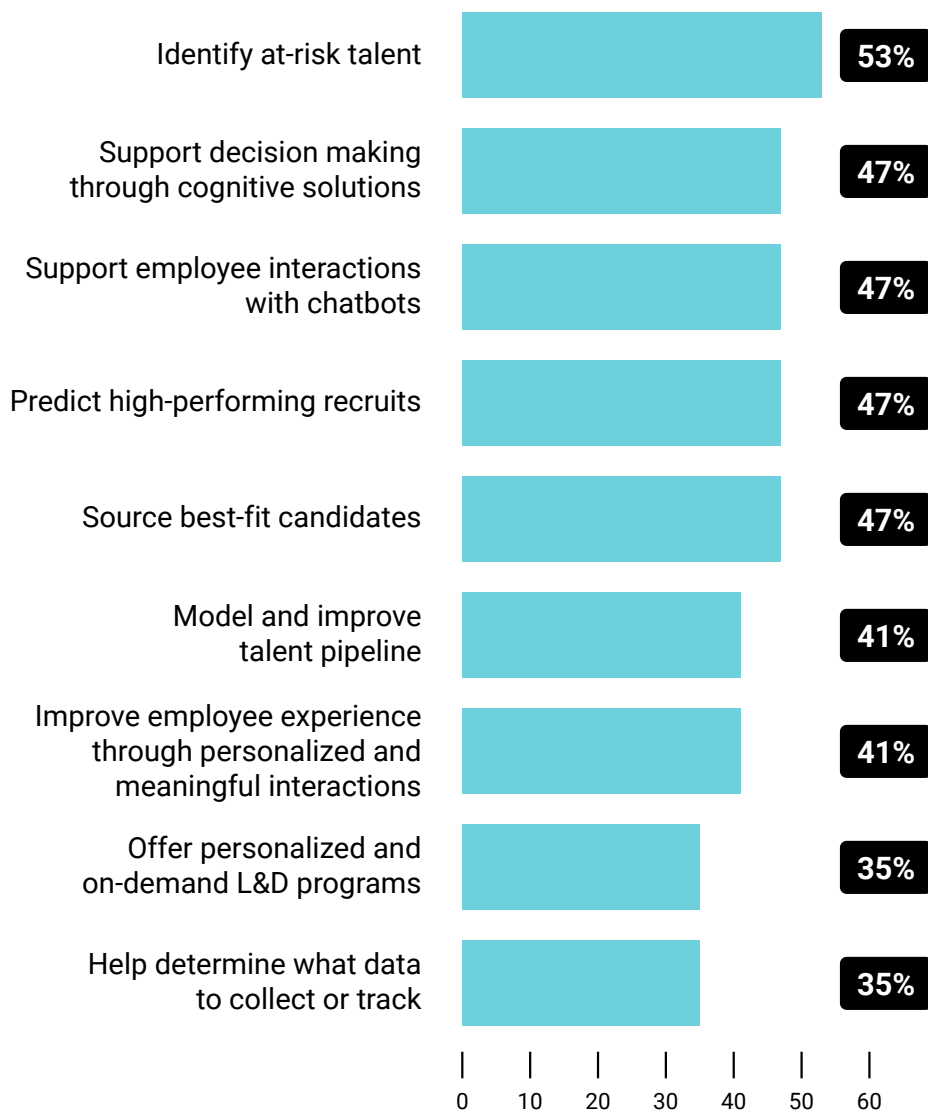 Identify at-risk talent
53%
Support decision making
through cognitive solutions
47%
Support employee interactions
with chatbots
47%
Predict high-performing recruits
47%
Source best-fit candidates
47%
Model and improve
talent pipeline
41%
Improve employee experience
through personalized and
meaningful interactions
41%
Offer personalized and
on-demand L&D programs
35%
Help determine what data
to collect or track
35%
0 10 20 30 40 50 60